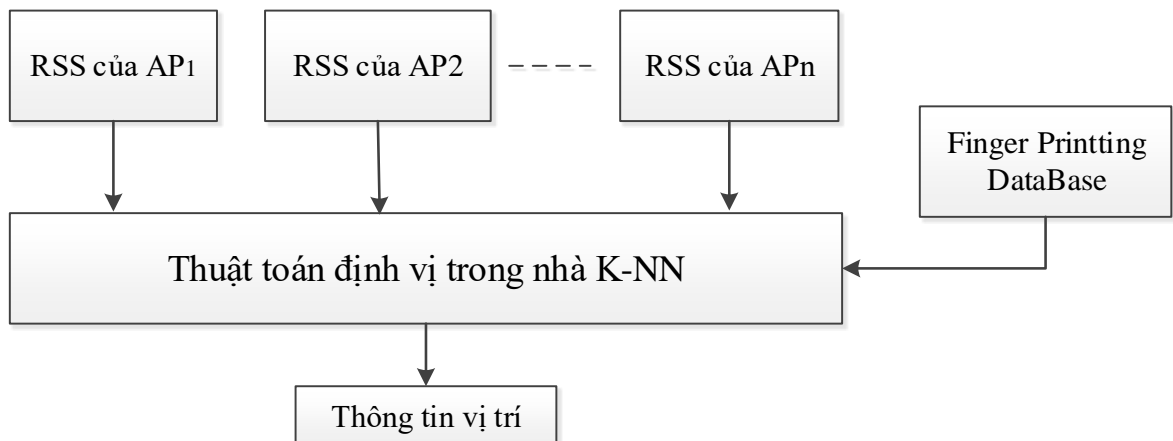 RSS của AP1
RSS của AP2
RSS của APn
Finger Printting
DataBase
Thuật toán định vị trong nhà K-NN
Thông tin vị trí